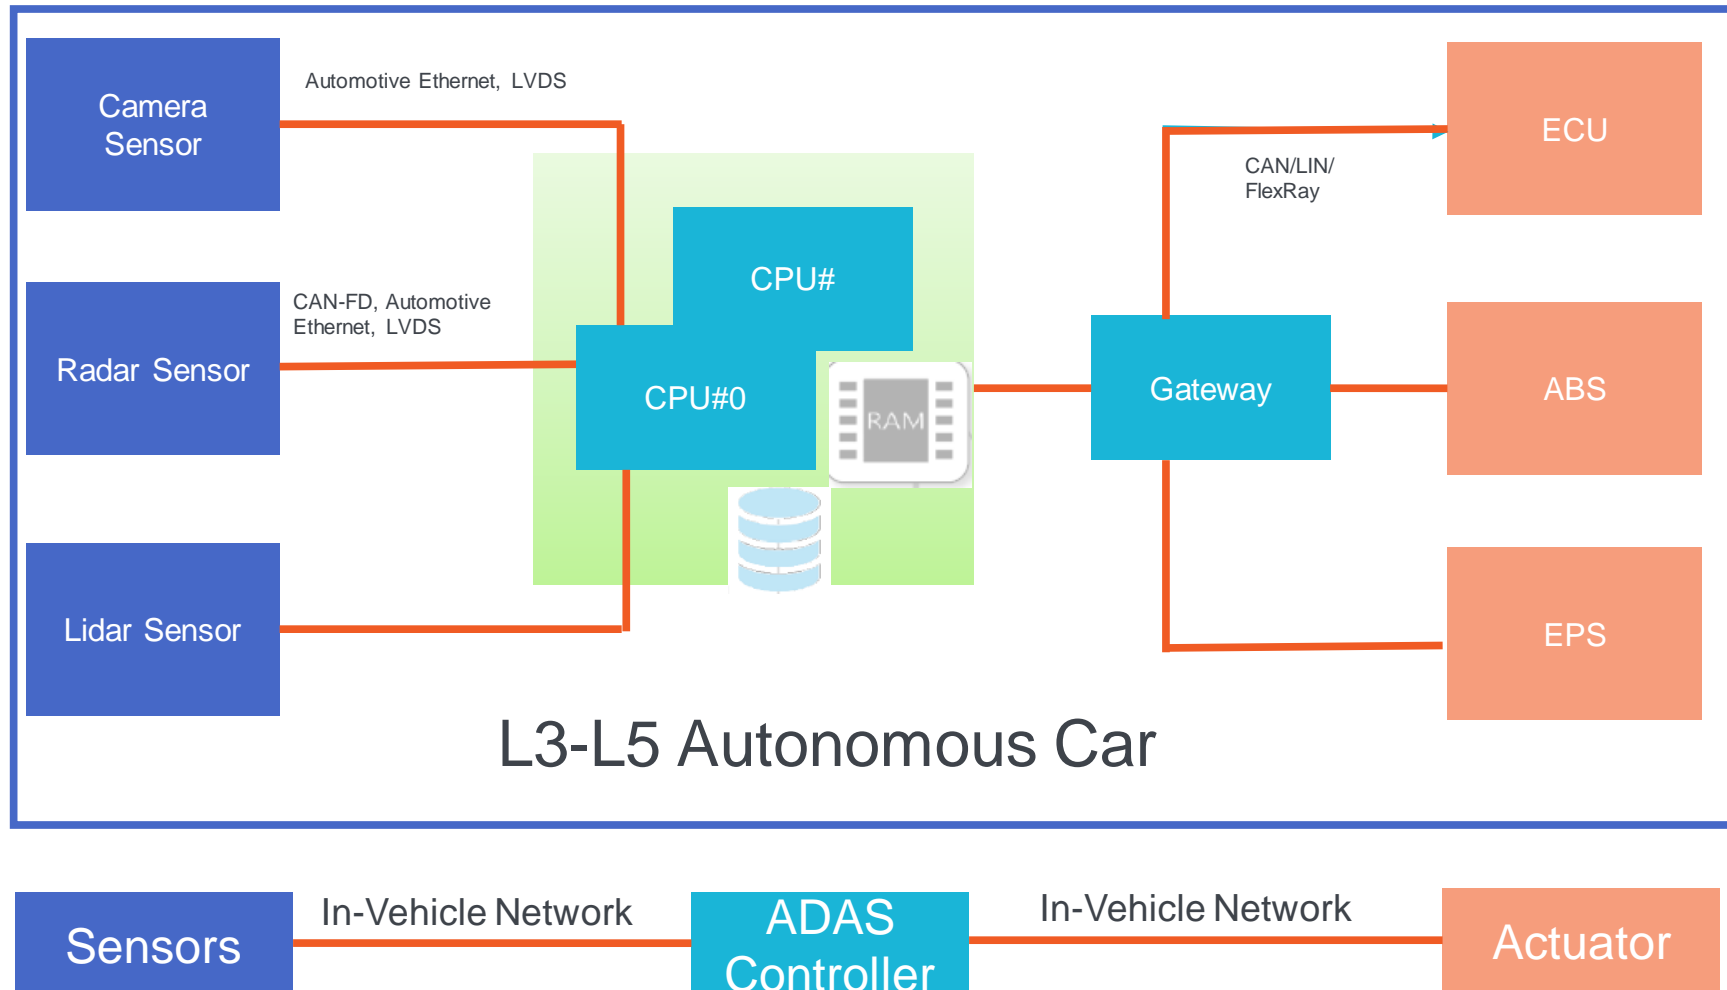 Camera
Sensor
Automotive Ethernet, LVDS
ECU
CAN/LIN/
FlexRay
CPU#
Radar Sensor
CAN-FD, Automotive
Ethernet, LVDS
CPU#0
RAM
Gateway
ABS
Lidar Sensor
EPS
L3-L5 Autonomous Car
Sensors
In-Vehicle Network
ADAS
Controller
In-Vehicle Network
Actuator